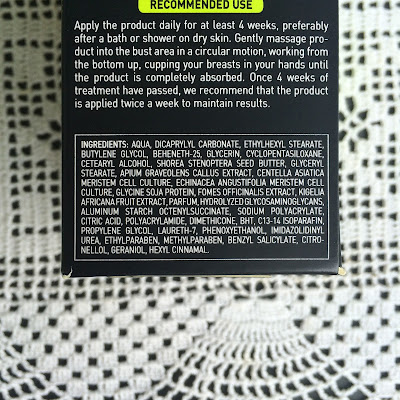 RECOMMENDED USE
Apply the product daily for at least 4 weeks, preferably
after a bath or shower on dry skin. Gently massage pro-
duct into the bust area in a circular motion, working from
the bottom up, cupping your breasts in your hands until
the product is completely absorbed. Once 4 weeks of
treatment have passed, we recommend that the product
is applied twice a week to maintain results.
INGREDIENTS: AQUA, DICAPRYLYL CARBONATE, ETHYLHEXYL STEARATE,
BUTYLENE GLYCOL, BEHENETH-25, GLYCERIN, CYCLOPENTASILOXANE,
CETEARYL ALCOHOL, SHOREA STENOPTERA SEED BUTTER, GLYCERYL
STEARATE, APIUM GRAVEOLENS CALLUS EXTRACT, CENTELLA ASIATICA
MERISTEM CELL CULTURE, ECHINACEA ANGUSTIFOLIA MERISTEM CELL
CULTURE, GLYCINE SOJA PROTEIN, FOMES OFFICINALIS EXTRACT, KIGELIA
AFRICANA FRUIT EXTRACT, PARFUM, HYDROLYZED GLYCOSAMINOGLYCANS,
ALUMINUM STARCH OCTENYLSUCCINATE, SODIUM POLYACRYLATE,
CITRIC ACID, POLYACRYLAMIDE, DIMETHICONE, BHT, C13-14 ISOPARAFIN,
PROPYLENE GLYCOL, LAURETH-7, PHENOXYETHANOL, IMIDAZOLIDINYL
UREA, ETHYLPARABEN, METHYLPARABEN, BENZYL SALICYLATE, CITRO-
NELLOL, GERANIOL, HEXYL CINNAMAL.